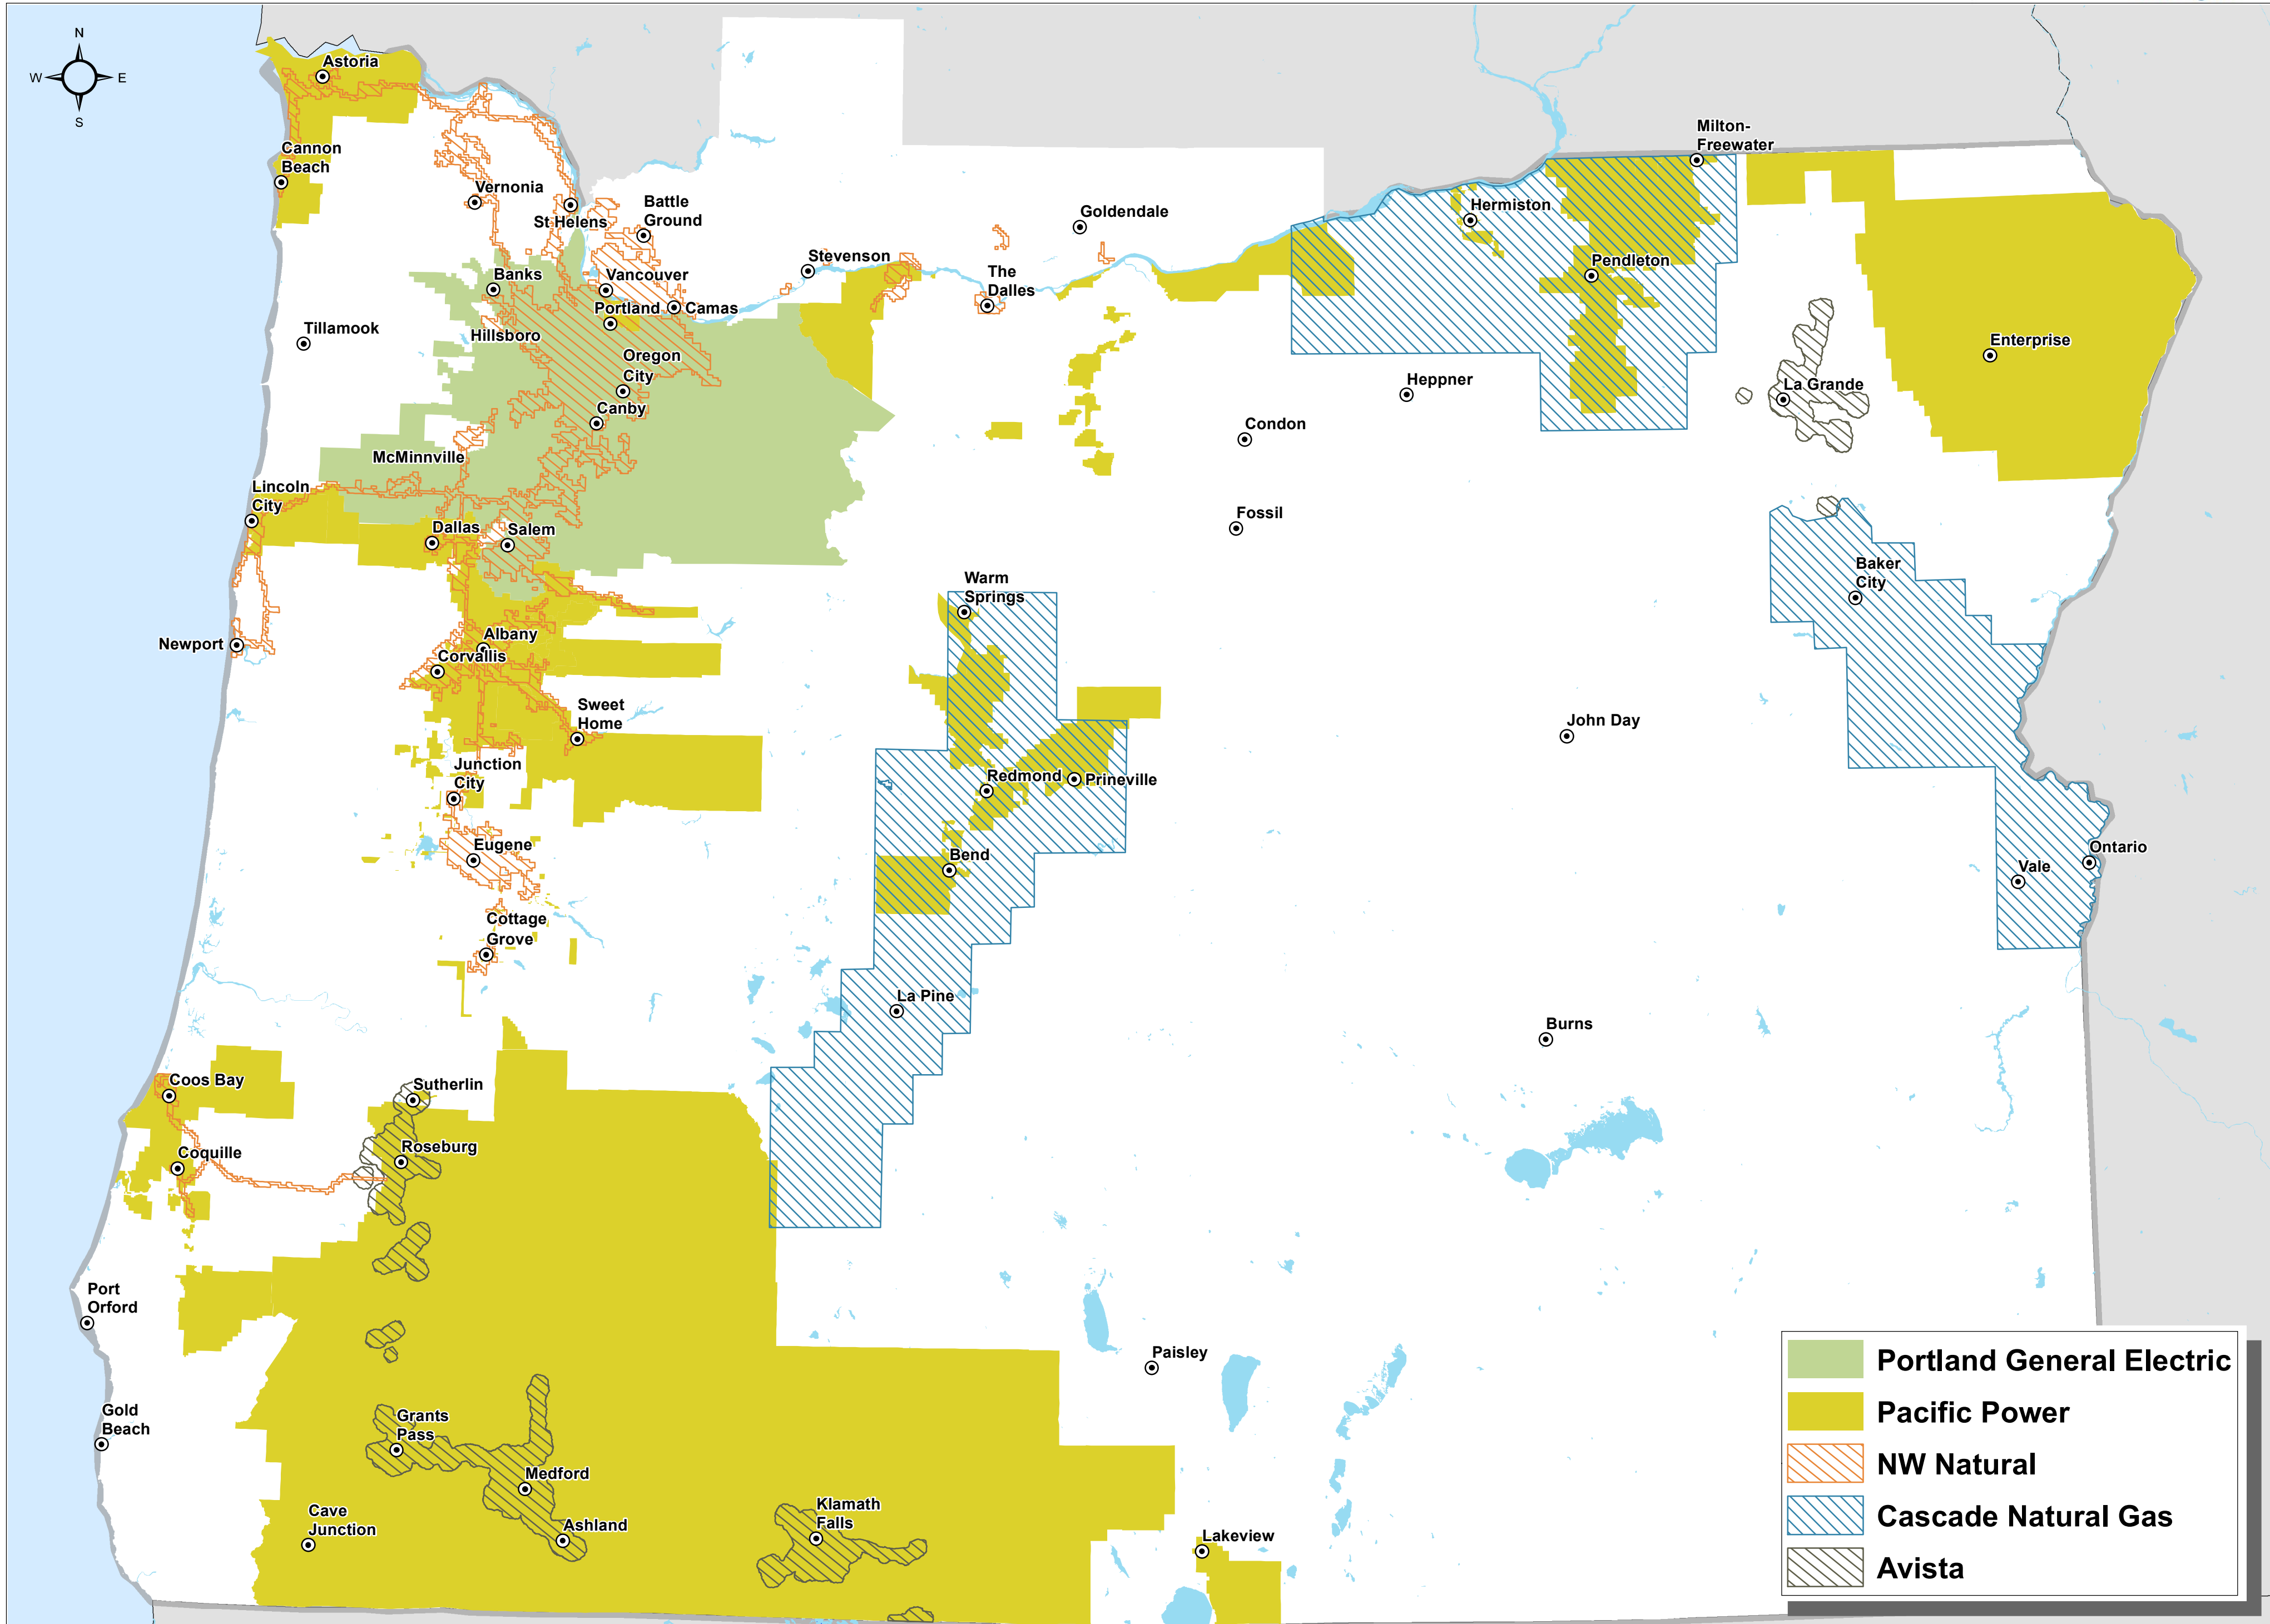 N
W
E
S
Astoria
Cannon
Beach
Vernonia
St Helens
Battle
Ground
Milton-
Freewater
Hermiston
Goldendale
Stevenson
The
Dalles
Pendleton
Banks
Vancouver
Portland
Camas
Tillamook
Hillsboro
Oregon
City
Canby
Enterprise
La Grande
Heppner
Condon
McMinnville
Lincoln
City
Dallas
Salem
Fossil
Baker
City
Warm
Springs
Newport
Albany
Corvallis
Sweet
Home
John Day
Junction
City
Redmond
Prineville
Eugene
Bend
Ontario
Vale
Cottage
Grove
La Pine
Burns
Coos Bay
Sutherlin
Roseburg
Coquille
Port
Orford
Paisley
Gold
Beach
Grants
Pass
Medford
Cave
Junction
Ashland
Klamath
Falls
Lakeview
Portland General Electric
Pacific Power
NW Natural
Cascade Natural Gas
Avista